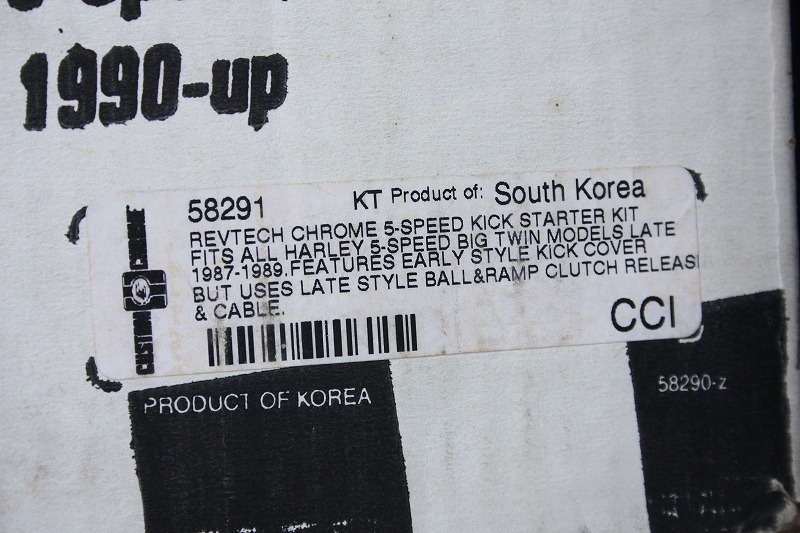 1990-up
58291 KT Product of: South Korea
REVTECH CHROME 5-SPEED KICK STARTER KIT
FITS ALL HARLEY 5-SPEED BIG TWIN MODELS LATE
1987-1989.FEATURES EARLY STYLE KICK COVER
BUT USES LATE STYLE BALL&RAMP CLUTCH RELEAS
& CABLE.
CCI
CUSTOM CHROME
PRODUCT OF KOREA
58290-z